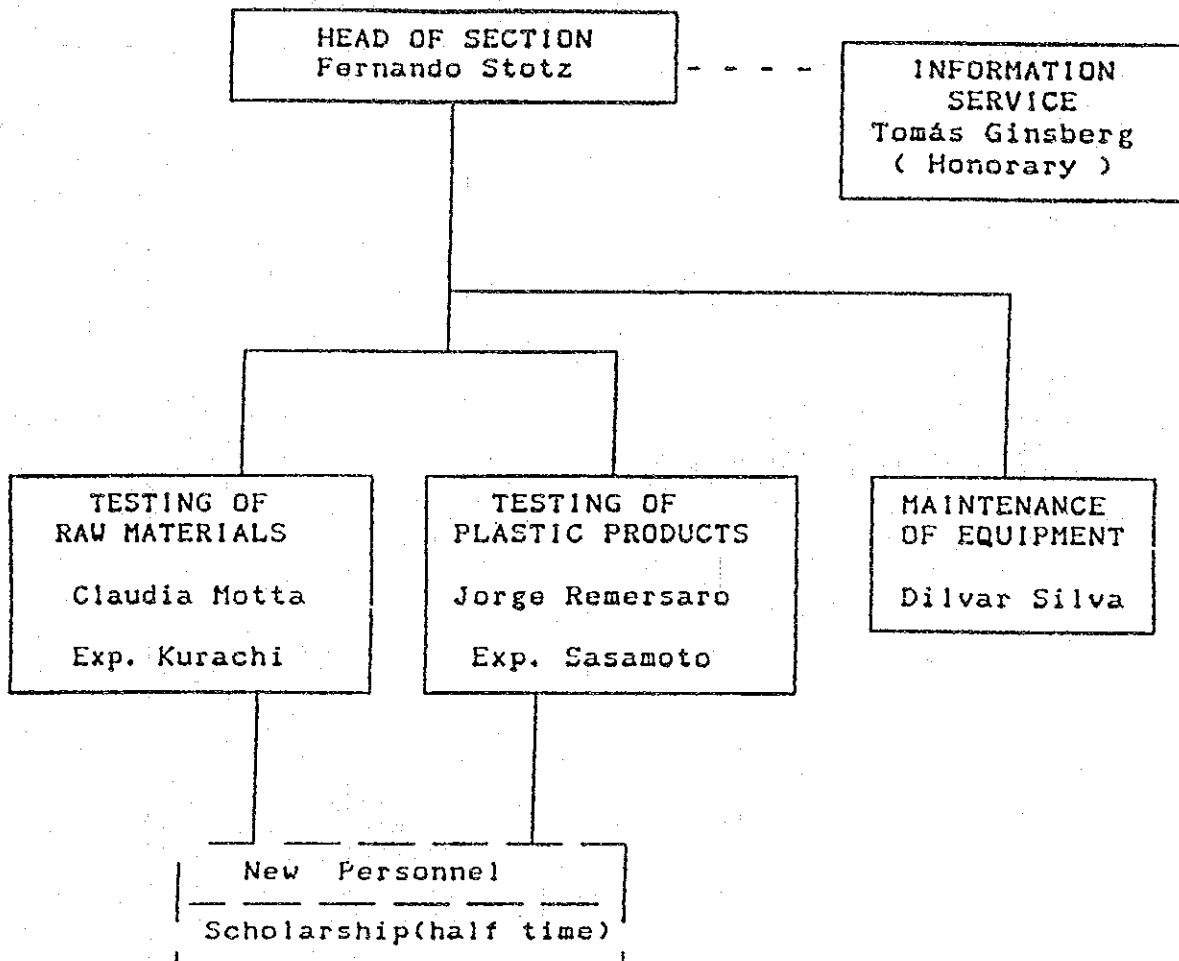 HEAD OF SECTION
Fernando Stotz
INFORMATION
SERVICE
Tomás Ginsberg
( Honorary )
TESTING OF
RAW MATERIALS
Claudia Motta
Exp. Kurachi
TESTING OF
PLASTIC PRODUCTS
Jorge Remersaro
Exp. Sasamoto
MAINTENANCE
OF EQUIPMENT
Dilvar Silva
New Personnel
Scholarship(half time)